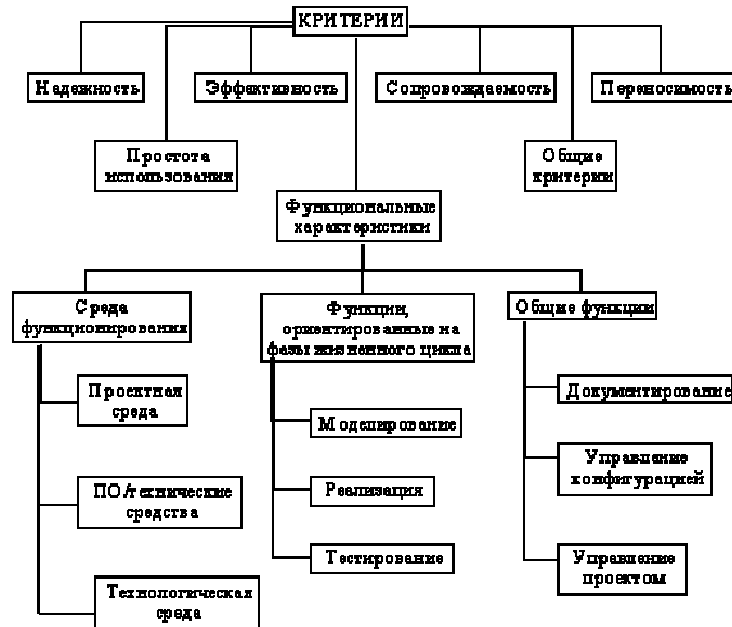 КРИТЕРИИ
Надежность
Эффективность
Сопровождаемость
Переносимость
Простота
использования
Общие
критерии
Функциональные
характеристики
Среда
функционирования
Функции,
ориентированные на
фазы жизненного цикла
Общие функции
Проектная
среда
Документирование
Моделирование
Управление
конфигурацией
ПО/технические
средства
Реализация
Тестирование
Управление
проектом
Технологическая
среда